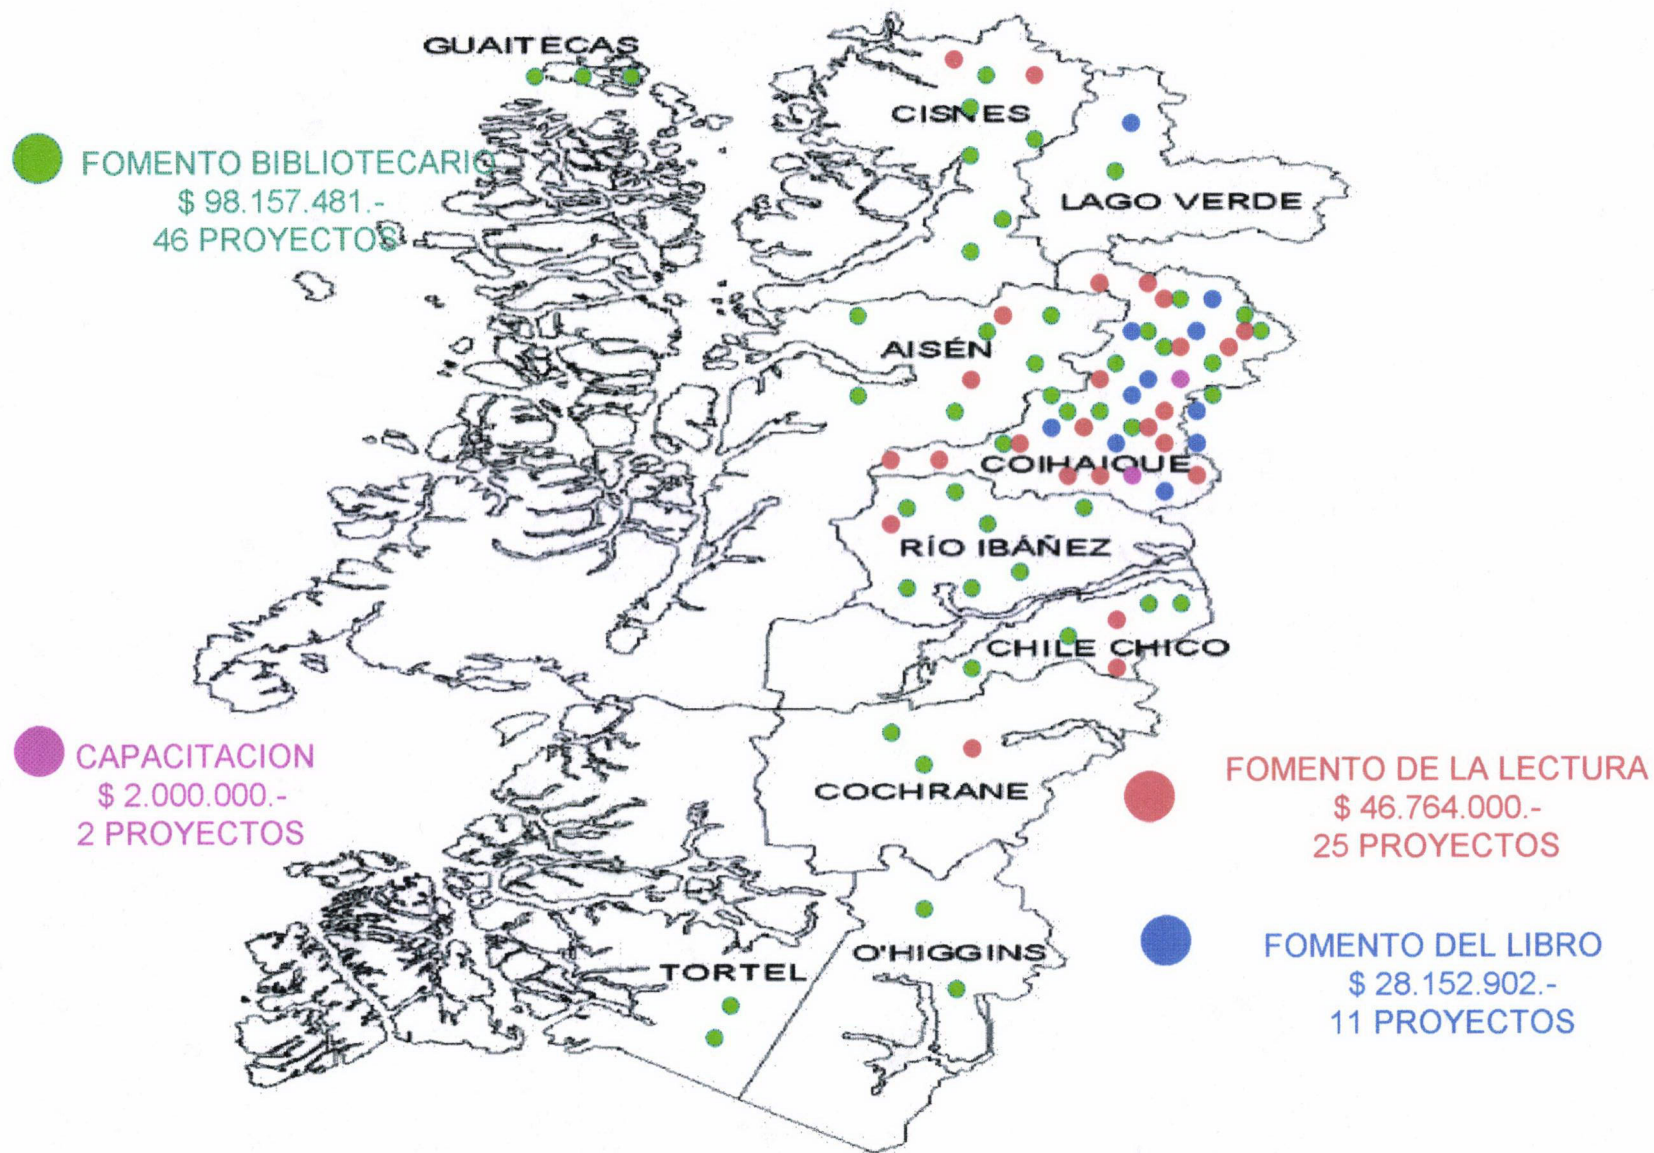 GUAITECAS
CISNES
FOMENTO BIBLIOTECARIO
$ 98.157.481.-
46 PROYECTOS
LAGO VERDE
AISÉN
COIHAIQUE
RÍO IBÁÑEZ
CHILE CHICO
CAPACITACION
$ 2.000.000.-
2 PROYECTOS
COCHRANE
FOMENTO DE LA LECTURA
$ 46.764.000.-
25 PROYECTOS
O'HIGGINS
TORTEL
FOMENTO DEL LIBRO
$ 28.152.902.-
11 PROYECTOS